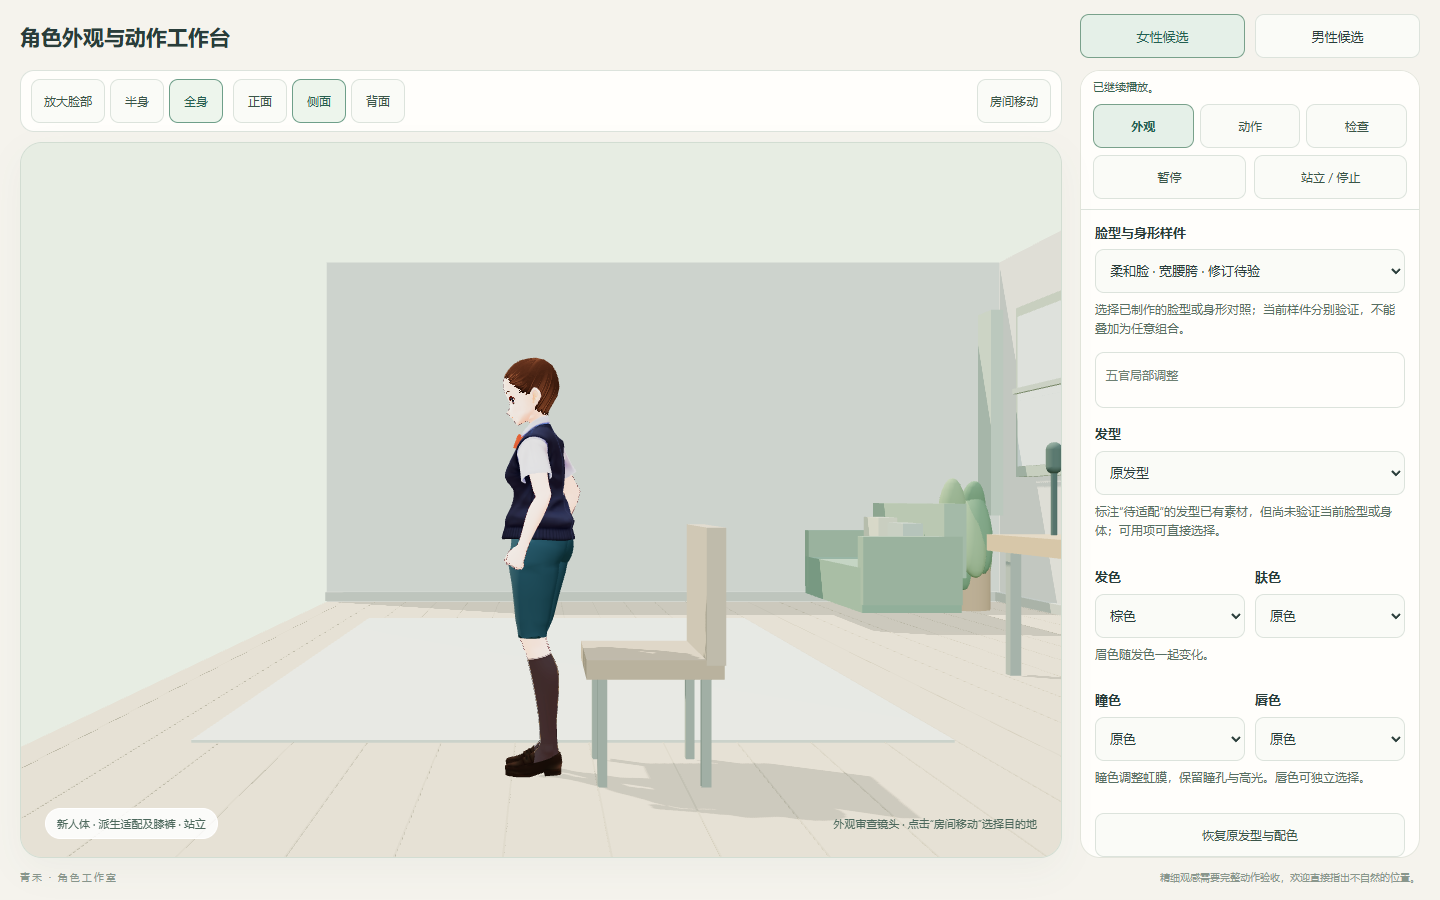 角色外观与动作工作台
女性候选
男性候选
放大脸部
半身
全身
正面
侧面
背面
房间移动
已继续播放。
外观
动作
检查
暂停
站立 / 停止
脸型与身形样件
柔和脸 · 宽腰胯 · 修订待验
选择已制作的脸型或身形对照；当前样件分别验证，不能
叠加为任意组合。
五官局部调整
发型
原发型
标注“待适配”的发型已有素材，但尚未验证当前脸型或身
体；可用项可直接选择。
发色
肤色
棕色
原色
眉色随发色一起变化。
瞳色
唇色
原色
原色
瞳色调整虹膜，保留瞳孔与高光。唇色可独立选择。
恢复原发型与配色
新人体 · 派生适配及膝裤 · 站立
外观审查镜头 · 点击“房间移动”选择目的地
青禾 · 角色工作室
精细观感需要完整动作验收，欢迎直接指出不自然的位置。